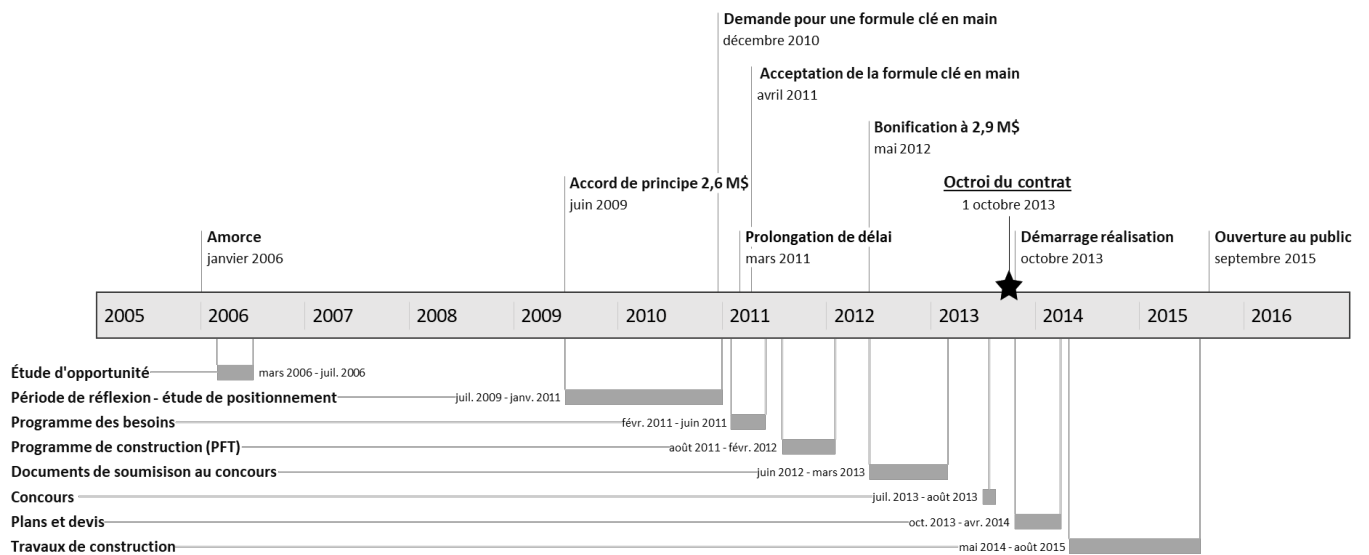 Demande pour une formule clé en main
décembre 2010
Acceptation de la formule clé en main
avril 2011
Bonification à 2,9 M$
mai 2012
Accord de principe 2,6 M$
juin 2009
Octroi du contrat
1 octobre 2013
Amorce
janvier 2006
Prolongation de délai
mars 2011
Démarrage réalisation
octobre 2013
Ouverture au public
septembre 2015
2005 2006 2007 2008 2009 2010 2011 2012 2013 2014 2015 2016
Étude d'opportunité mars 2006 - juil. 2006
Période de réflexion - étude de positionnement juil. 2009 - janv. 2011
Programme des besoins févr. 2011 - juin 2011
Programme de construction (PFT) août 2011 - févr. 2012
Documents de soumisison au concours juin 2012 - mars 2013
Concours juil. 2013 - août 2013
Plans et devis oct. 2013 - avr. 2014
Travaux de construction mai 2014 - août 2015